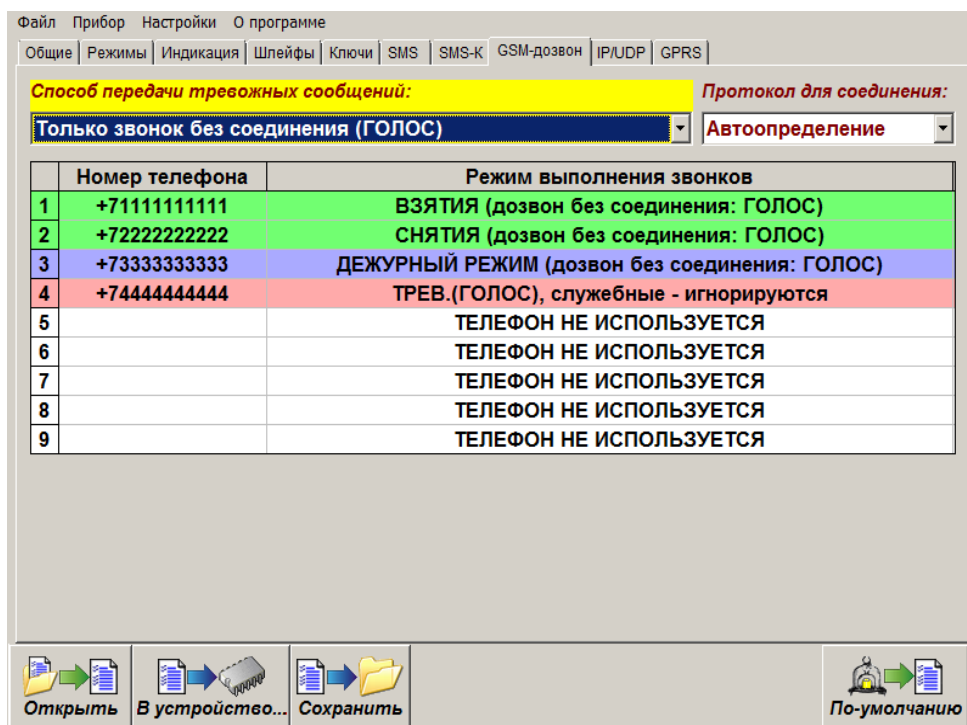 Файл Прибор Настройки О программе
Общие Режимы Индикация Шлейфы Ключи SMS SMS-К GSM-дозвон IP/UDP GPRS
Способ передачи тревожных сообщений: Протокол для соединения:
Только звонок без соединения (ГОЛОС) Автоопределение
Номер телефона Режим выполнения звонков
1 +71111111111 ВЗЯТИЯ (дозвон без соединения: ГОЛОС)
2 +72222222222 СНЯТИЯ (дозвон без соединения: ГОЛОС)
3 +73333333333 ДЕЖУРНЫЙ РЕЖИМ (дозвон без соединения: ГОЛОС)
4 +74444444444 ТРЕВ.(ГОЛОС), служебные - игнорируются
5 ТЕЛЕФОН НЕ ИСПОЛЬЗУЕТСЯ
6 ТЕЛЕФОН НЕ ИСПОЛЬЗУЕТСЯ
7 ТЕЛЕФОН НЕ ИСПОЛЬЗУЕТСЯ
8 ТЕЛЕФОН НЕ ИСПОЛЬЗУЕТСЯ
9 ТЕЛЕФОН НЕ ИСПОЛЬЗУЕТСЯ
Открыть В устройство... Сохранить По-умолчанию